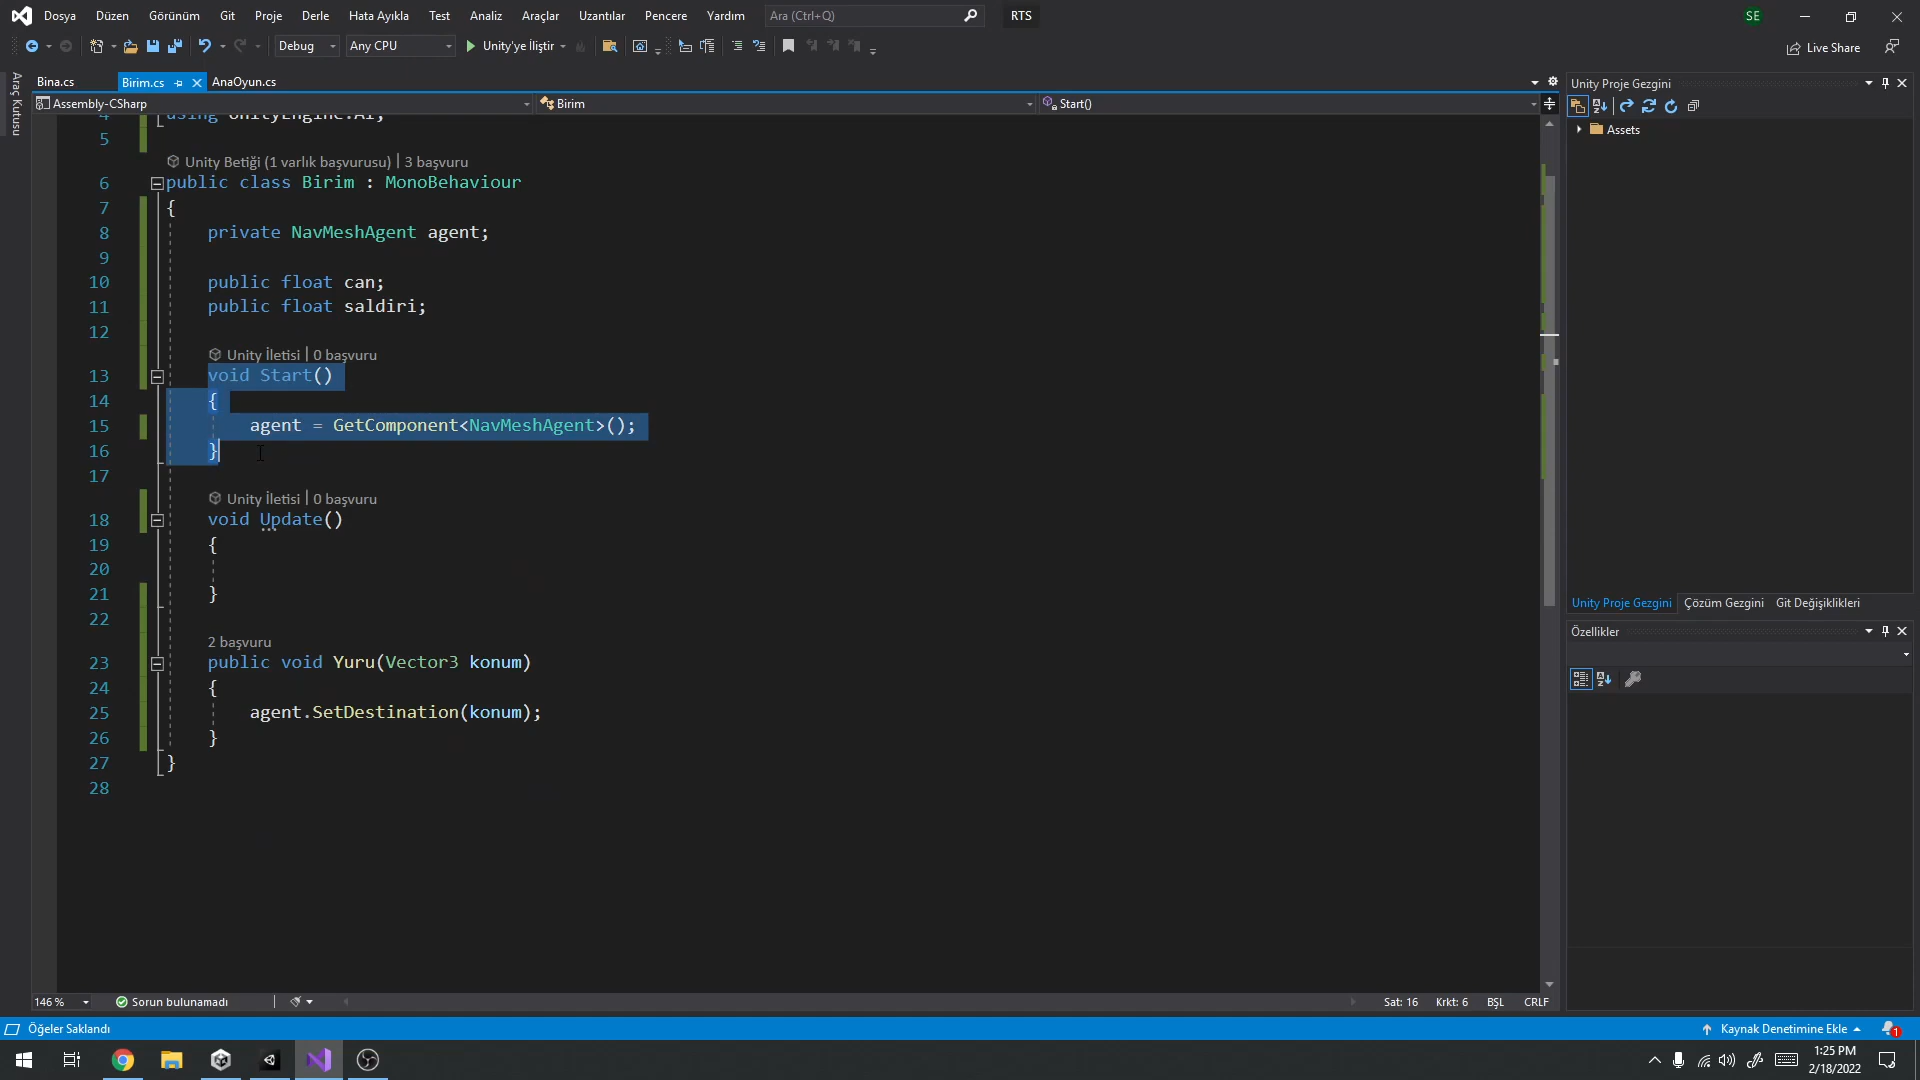 Dosya Düzen Görünüm Git Proje Derle Hata Ayıkla Test Analiz Araçlar Uzantılar Pencere Yardım Ara (Ctrl+Q) RTS SE
Debug Any CPU Unity'ye İliştir Live Share
Araç Kutusu
Bina.cs Birim.cs AnaOyun.cs
Assembly-CSharp Birim Start()
4 using UnityEngine.AI;
5
Unity Betiği (1 varlık başvurusu) | 3 başvuru
6 public class Birim : MonoBehaviour
7 {
8 private NavMeshAgent agent;
9
10 public float can;
11 public float saldiri;
12
Unity İletisi | 0 başvuru
13 void Start()
14 {
15 agent = GetComponent<NavMeshAgent>();
16 }
17
Unity İletisi | 0 başvuru
18 void Update()
19 {
20
21 }
22
2 başvuru
23 public void Yuru(Vector3 konum)
24 {
25 agent.SetDestination(konum);
26 }
27 }
28
146 % Sorun bulunamadı Sat: 16 Krkt: 6 BŞL CRLF
Unity Proje Gezgini
Assets
Unity Proje Gezgini Çözüm Gezgini Git Değişiklikleri
Özellikler
Öğeler Saklandı Kaynak Denetimine Ekle 1
1:25 PM
2/18/2022